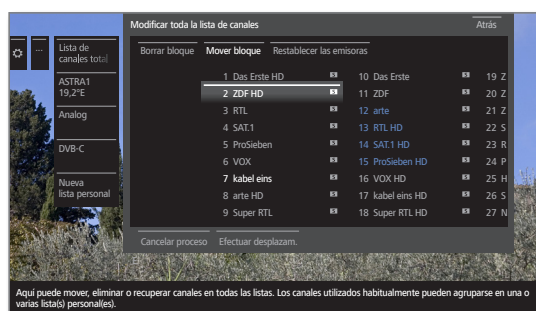 Modificar toda la lista de canales
Atrás
...
Lista de
canales total
ASTRA1
19,2°E
Analog
DVB-C
Nueva
lista personal
Borrar bloque Mover bloque Restablecer las emisoras
1 Das Erste HD S 10 Das Erste S 19 Z
2 ZDF HD S 11 ZDF S 20 Z
3 RTL S 12 arte S 21 Z
4 SAT.1 S 13 RTL HD S 22 S
5 ProSieben S 14 SAT.1 HD S 23 R
6 VOX S 15 ProSieben HD S 24 P
7 kabel eins S 16 VOX HD S 25 H
8 arte HD S 17 kabel eins HD S 26 S
9 Super RTL S 18 Super RTL HD S 27 N
Cancelar proceso Efectuar desplazam.
Aquí puede mover, eliminar o recuperar canales en todas las listas. Los canales utilizados habitualmente pueden agruparse en una o
varias lista(s) personal(es).